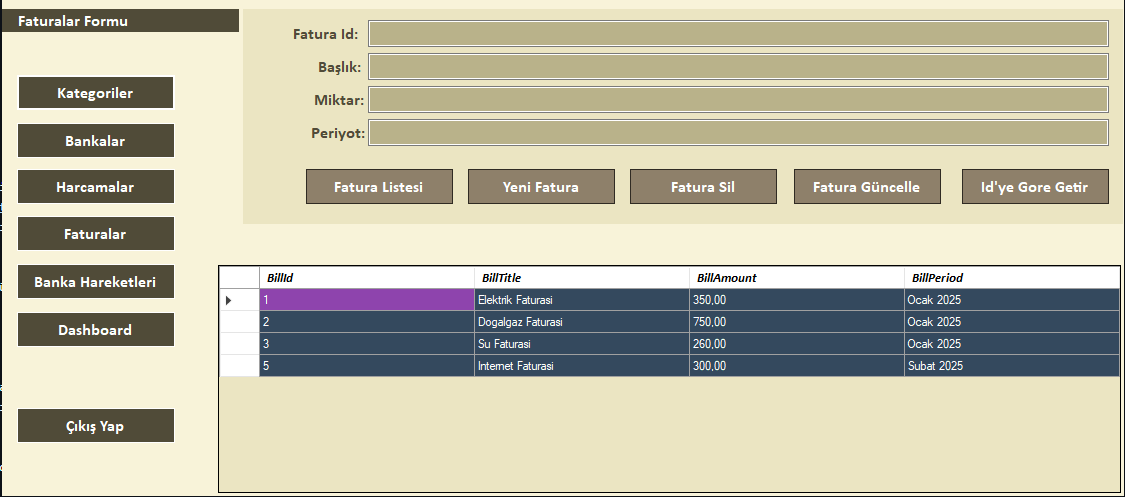 Faturalar Formu
Kategoriler
Bankalar
Harcamalar
Faturalar
Banka Hareketleri
Dashboard
Çıkış Yap
Fatura Id:
Başlık:
Miktar:
Periyot:
Fatura Listesi Yeni Fatura Fatura Sil Fatura Güncelle Id'ye Gore Getir
BillId BillTitle BillAmount BillPeriod
1 Elektrik Faturasi 350,00 Ocak 2025
2 Dogalgaz Faturasi 750,00 Ocak 2025
3 Su Faturasi 260,00 Ocak 2025
5 Internet Faturasi 300,00 Subat 2025